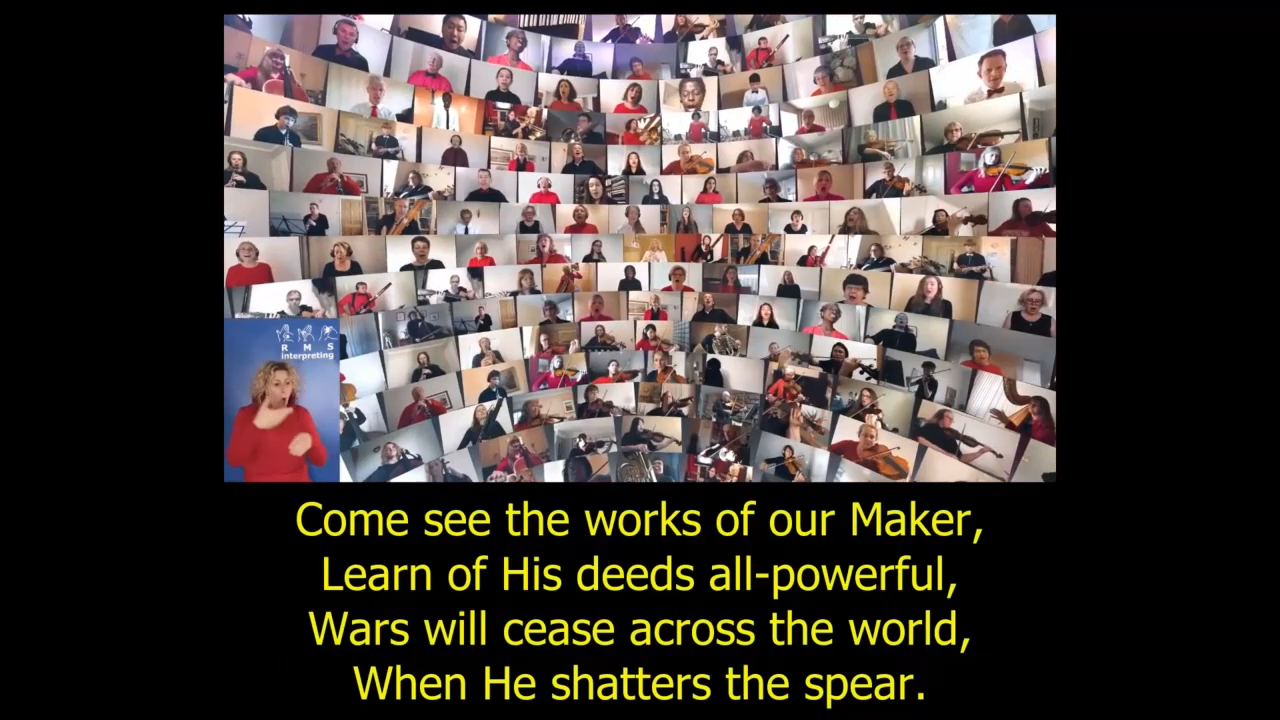 R M S
interpreting
Come see the works of our Maker,
Learn of His deeds all-powerful,
Wars will cease across the world,
When He shatters the spear.